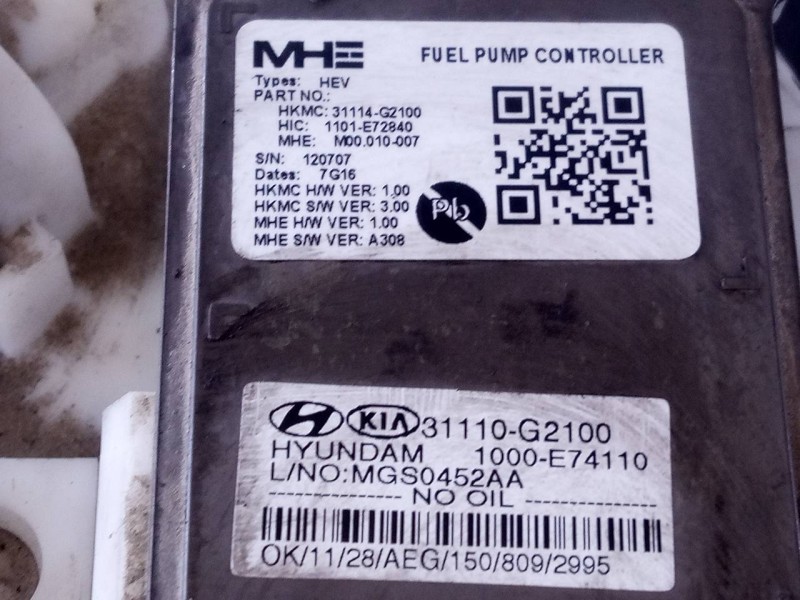 MHE FUEL PUMP CONTROLLER
Types: HEV
PART NO.:
HKMC: 31114-G2100
HIC: 1101-E72840
MHE: M00.010-007
S/N: 120707
Dates: 7G16
HKMC H/W VER: 1.00
HKMC S/W VER: 3.00
MHE H/W VER: 1.00
MHE S/W VER: A308
Pb
KIA 31110-G2100
HYUNDAM 1000-E74110
L/NO:MGS0452AA
---------------- NO OIL ----------------
OK/11/28/AEG/150/809/2995